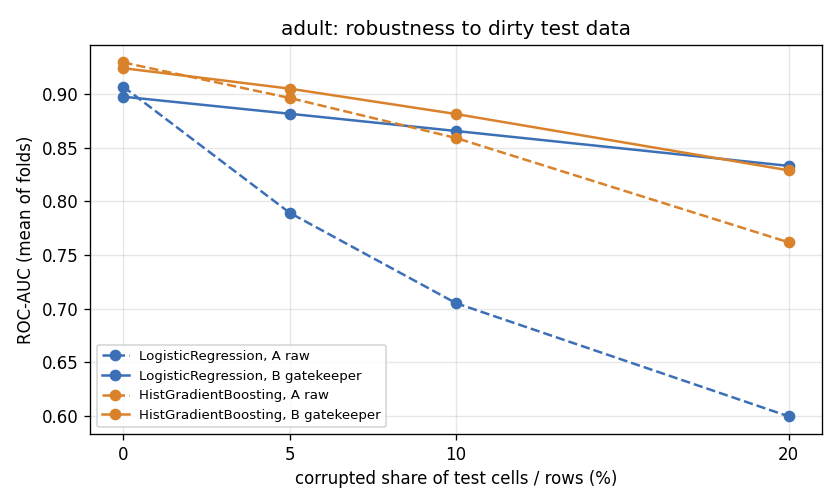 adult: robustness to dirty test data
ROC-AUC (mean of folds)
0.90
0.85
0.80
0.75
0.70
0.65
0.60
LogisticRegression, A raw
LogisticRegression, B gatekeeper
HistGradientBoosting, A raw
HistGradientBoosting, B gatekeeper
0 5 10 20
corrupted share of test cells / rows (%)